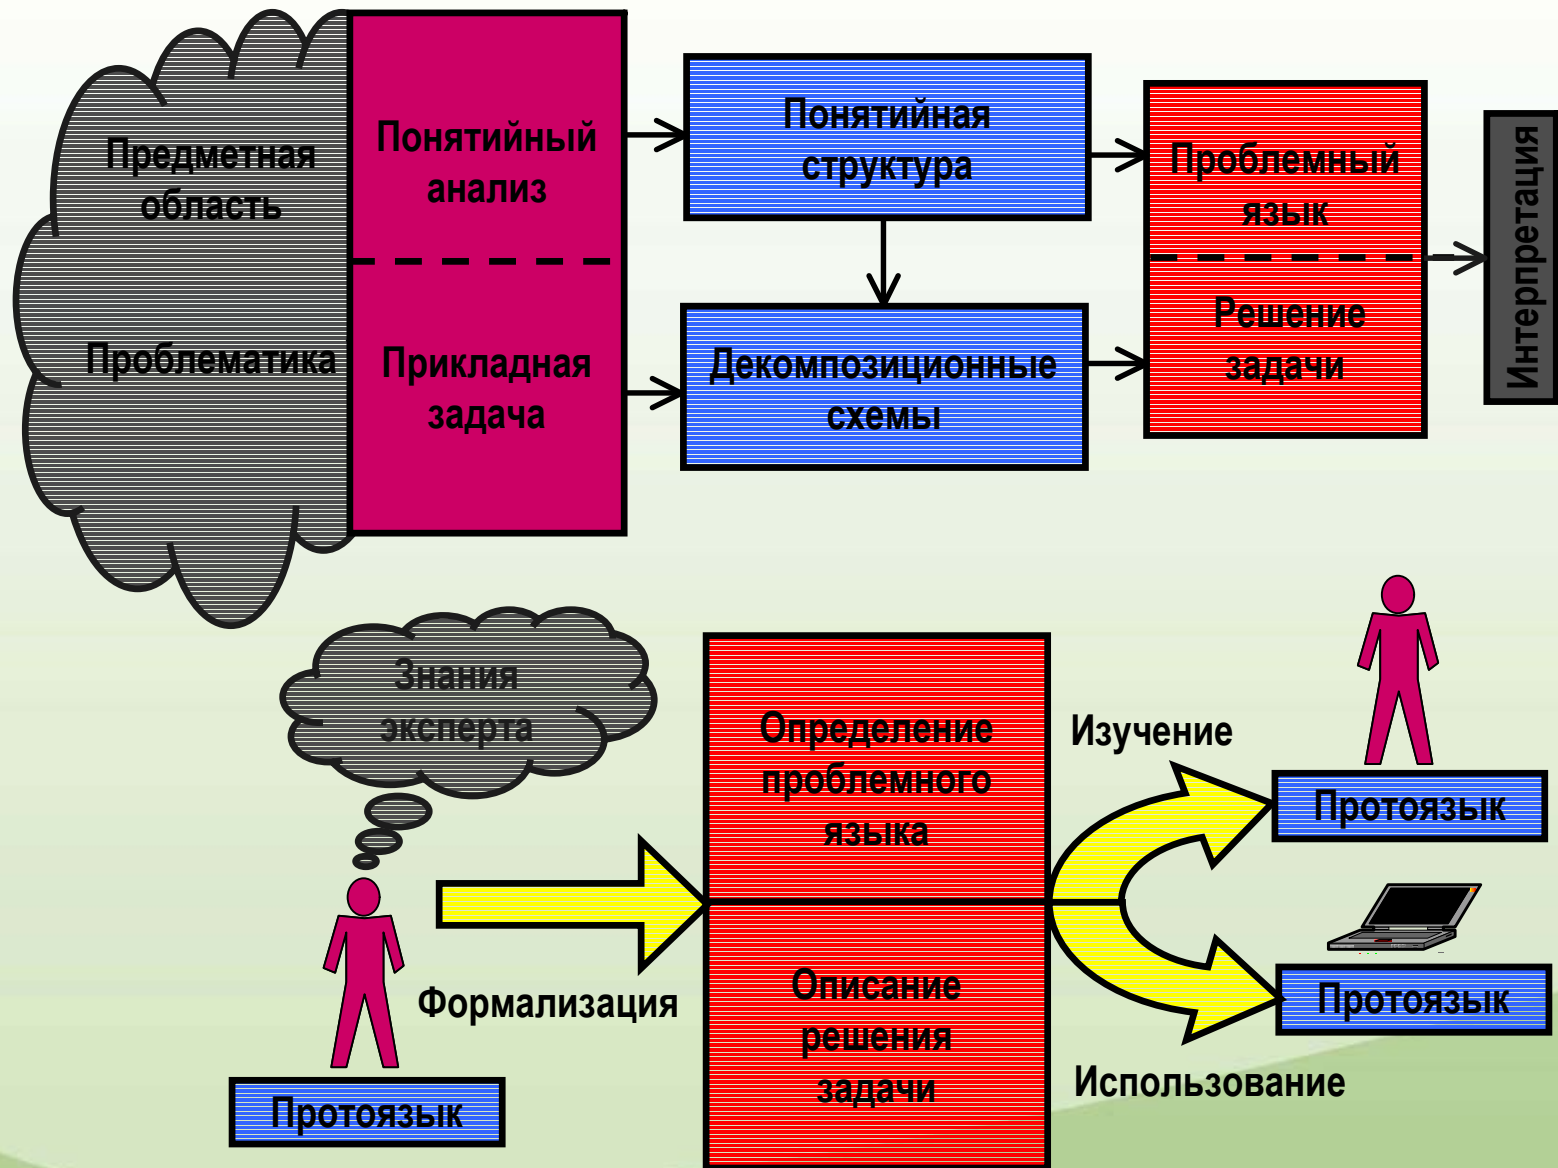 Предметная
область
Проблематика
Понятийный
анализ
Прикладная
задача
Понятийная
структура
Декомпозиционные
схемы
Проблемный
язык
Решение
задачи
Интерпретация
Знания
эксперта
Протоязык
Формализация
Определение
проблемного
языка
Описание
решения
задачи
Изучение
Протоязык
Протоязык
Использование